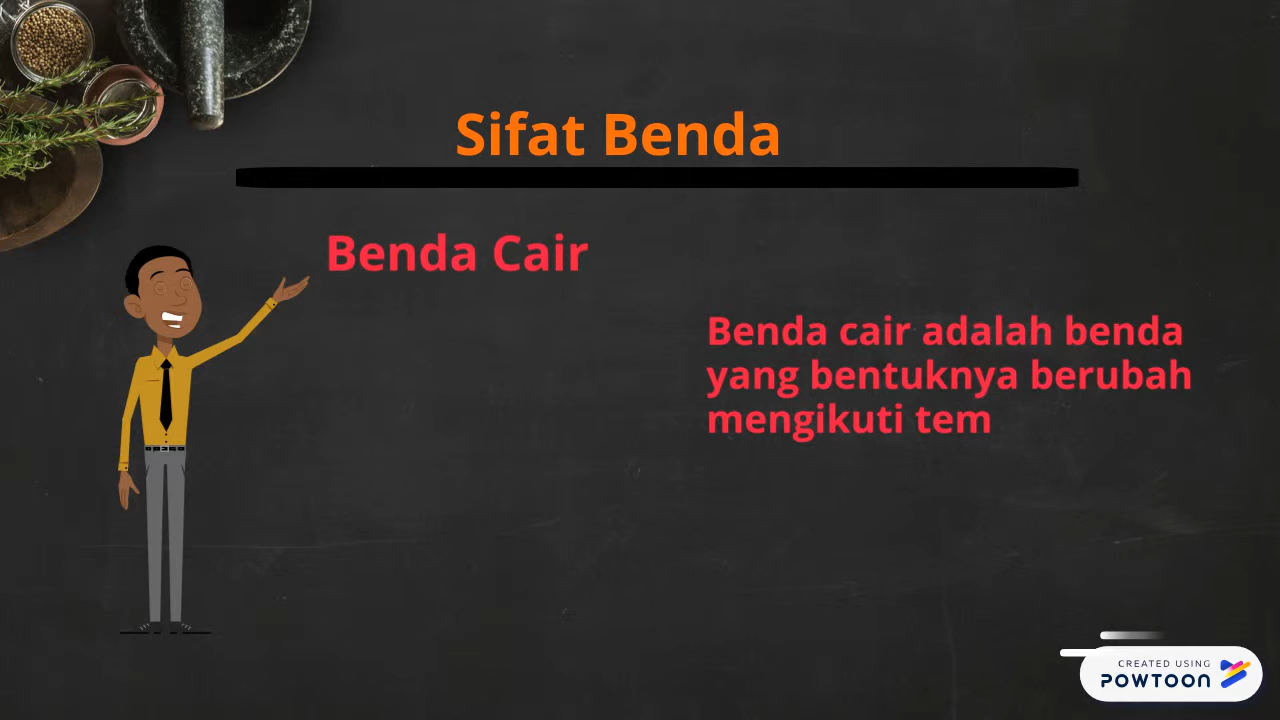 Sifat Benda
Benda Cair
Benda cair adalah benda
yang bentuknya berubah
mengikuti tem
CREATED USING
POWTOON